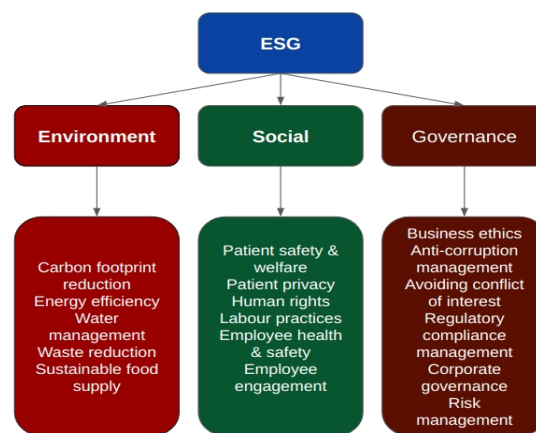 ESG
Environment
Social
Governance
Carbon footprint
reduction
Energy efficiency
Water
management
Waste reduction
Sustainable food
supply
Patient safety &
welfare
Patient privacy
Human rights
Labour practices
Employee health
& safety
Employee
engagement
Business ethics
Anti-corruption
management
Avoiding conflict
of interest
Regulatory
compliance
management
Corporate
governance
Risk
management